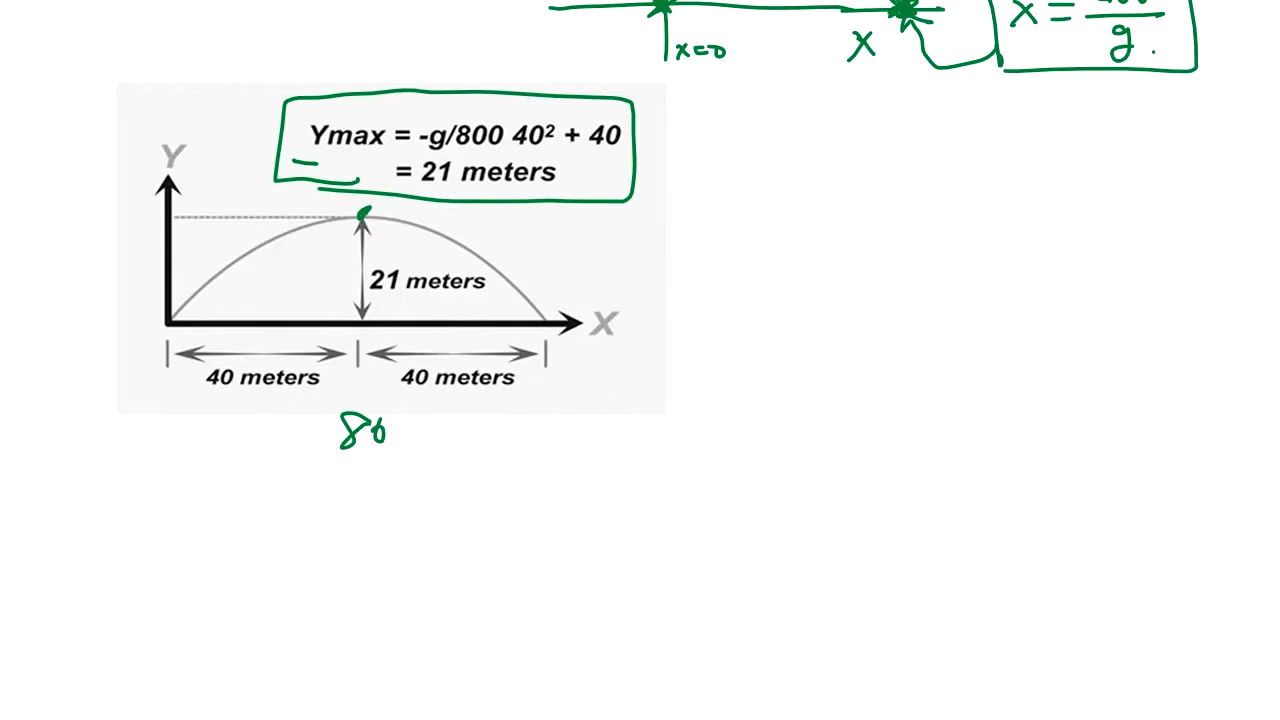 x=0
X
X =
g
Ymax = -g/800 40² + 40
= 21 meters
Y
21 meters
X
40 meters
40 meters
80